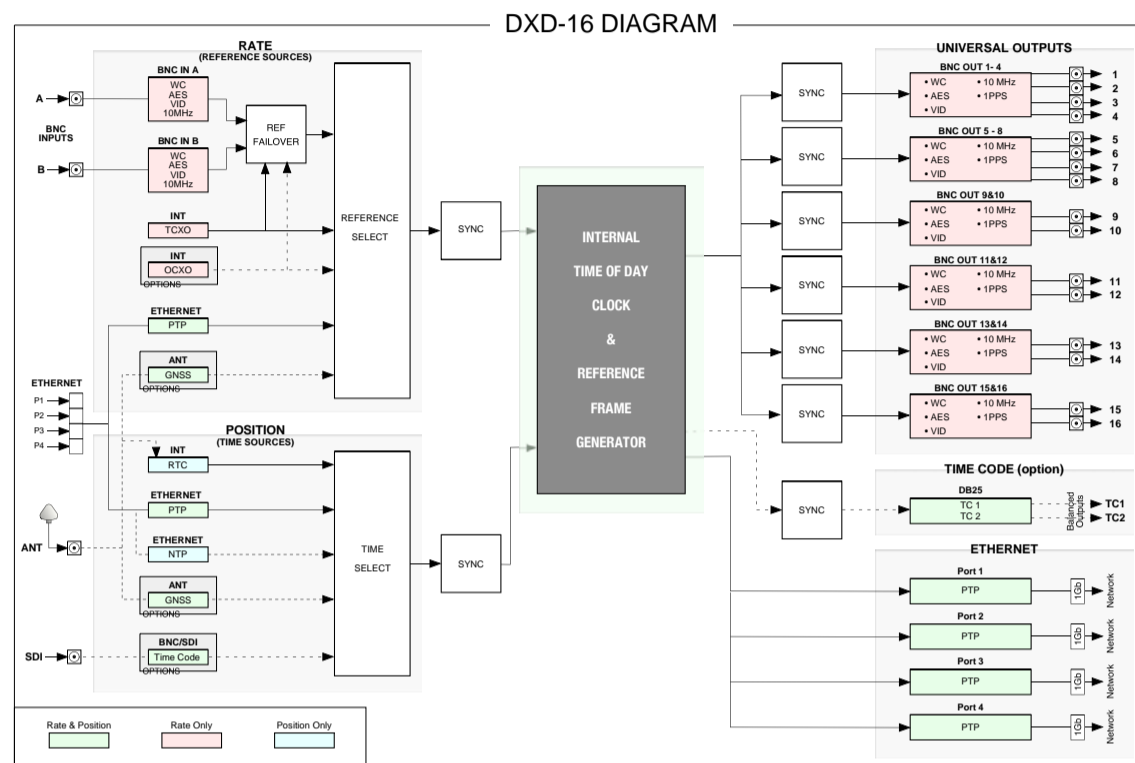 DXD-16 DIAGRAM
RATE
(REFERENCE SOURCES)
BNC IN A
WC
AES
VID
10MHz
A
BNC
INPUTS
B
BNC IN B
WC
AES
VID
10MHz
REF
FAILOVER
INT
TCXO
INT
OCXO
OPTIONS
ETHERNET
PTP
ANT
GNSS
OPTIONS
REFERENCE
SELECT
SYNC
ETHERNET
P1
P2
P3
P4
POSITION
(TIME SOURCES)
INT
RTC
ETHERNET
PTP
ETHERNET
NTP
ANT
ANT
GNSS
OPTIONS
SDI
BNC/SDI
Time Code
OPTIONS
TIME
SELECT
SYNC
Rate & Position
Rate Only
Position Only
INTERNAL
TIME OF DAY
CLOCK
&
REFERENCE
FRAME
GENERATOR
SYNC
SYNC
SYNC
SYNC
SYNC
SYNC
SYNC
UNIVERSAL OUTPUTS
BNC OUT 1- 4
• WC • 10 MHz
• AES • 1PPS
• VID
1
2
3
4
BNC OUT 5 - 8
• WC • 10 MHz
• AES • 1PPS
• VID
5
6
7
8
BNC OUT 9&10
• WC • 10 MHz
• AES • 1PPS
• VID
9
10
BNC OUT 11&12
• WC • 10 MHz
• AES • 1PPS
• VID
11
12
BNC OUT 13&14
• WC • 10 MHz
• AES • 1PPS
• VID
13
14
BNC OUT 15&16
• WC • 10 MHz
• AES • 1PPS
• VID
15
16
TIME CODE (option)
DB25
TC 1
TC 2
Balanced
Outputs
TC1
TC2
ETHERNET
Port 1
PTP
1Gb
Network
Port 2
PTP
1Gb
Network
Port 3
PTP
1Gb
Network
Port 4
PTP
1Gb
Network